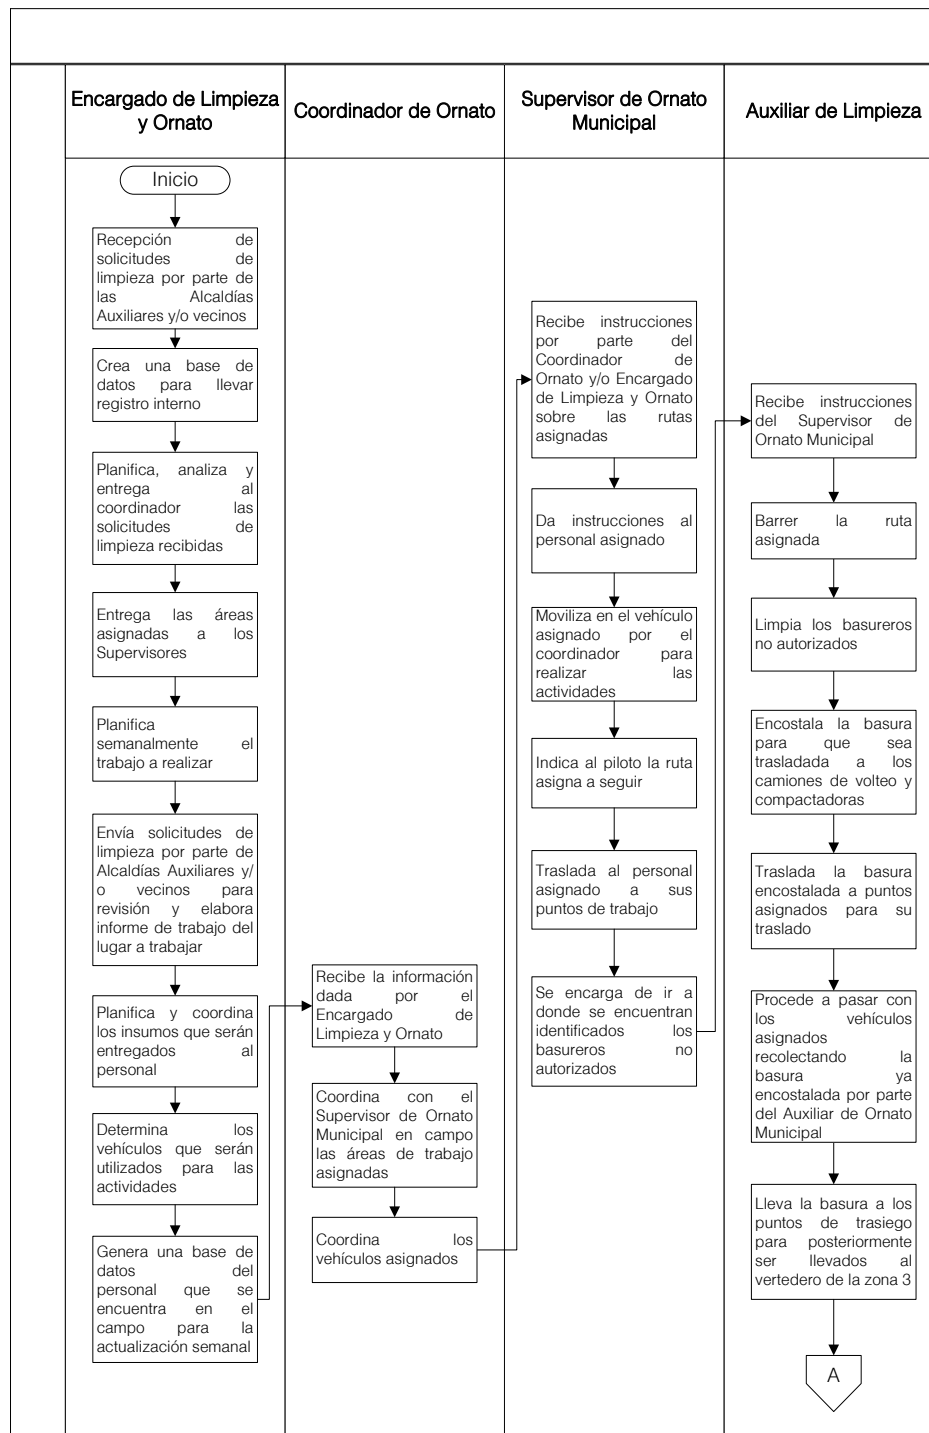 Encargado de Limpieza
y Ornato
Coordinador de Ornato
Supervisor de Ornato
Municipal
Auxiliar de Limpieza
Inicio
Recepción de
solicitudes de
limpieza por parte de
las Alcaldías
Auxiliares y/o vecinos
Crea una base de
datos para llevar
registro interno
Planifica, analiza y
entrega al
coordinador las
solicitudes de
limpieza recibidas
Entrega las áreas
asignadas a los
Supervisores
Planifica
semanalmente el
trabajo a realizar
Envía solicitudes de
limpieza por parte de
Alcaldías Auxiliares y/
o vecinos para
revisión y elabora
informe de trabajo del
lugar a trabajar
Planifica y coordina
los insumos que serán
entregados al
personal
Determina los
vehículos que serán
utilizados para las
actividades
Genera una base de
datos del
personal que se
encuentra en el
campo para la
actualización semanal
Recibe la información
dada por el
Encargado de
Limpieza y Ornato
Coordina con el
Supervisor de Ornato
Municipal en campo
las áreas de trabajo
asignadas
Coordina los
vehículos asignados
Recibe instrucciones
por parte del
Coordinador de
Ornato y/o Encargado
de Limpieza y Ornato
sobre las rutas
asignadas
Da instrucciones al
personal asignado
Moviliza en el vehículo
asignado por el
coordinador para
realizar las
actividades
Indica al piloto la ruta
asigna a seguir
Traslada al personal
asignado a sus
puntos de trabajo
Se encarga de ir a
donde se encuentran
identificados los
basureros no
autorizados
Recibe instrucciones
del Supervisor de
Ornato Municipal
Barrer la ruta
asignada
Limpia los basureros
no autorizados
Encostala la basura
para que sea
trasladada a los
camiones de volteo y
compactadoras
Traslada la basura
encostalada a puntos
asignados para su
traslado
Procede a pasar con
los vehículos
asignados
recolectando la
basura ya
encostalada por parte
del Auxiliar de Ornato
Municipal
Lleva la basura a los
puntos de trasiego
para posteriormente
ser llevados al
vertedero de la zona 3
A